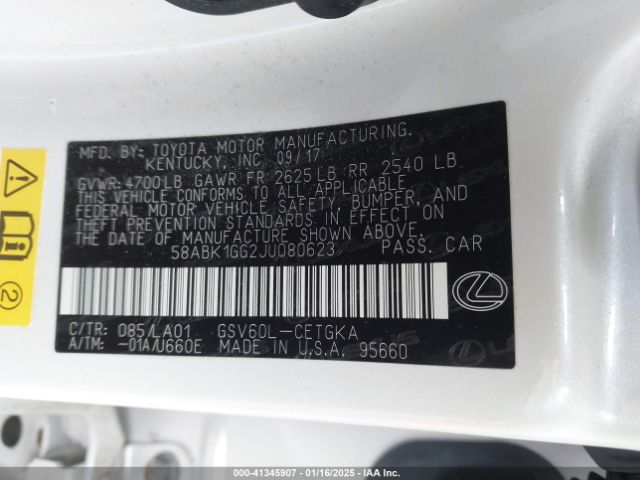 MFD. BY: TOYOTA MOTOR MANUFACTURING.
KENTUCKY, INC. 09/17
GVWR: 4700 LB GAWR FR 2625 LB RR 2540 LB
THIS VEHICLE CONFORMS TO ALL APPLICABLE
FEDERAL MOTOR VEHICLE SAFETY, BUMPER, AND
THEFT PREVENTION STANDARDS IN EFFECT ON
THE DATE OF MANUFACTURE SHOWN ABOVE.
58ABK1GG2JU080623 PASS. CAR
C/TR: 085/LA01 GSV60L-CETGKA
A/TM: -01A/U660E MADE IN U.S.A. 95660
2
000-41345907 - 01/16/2025 - IAA Inc.